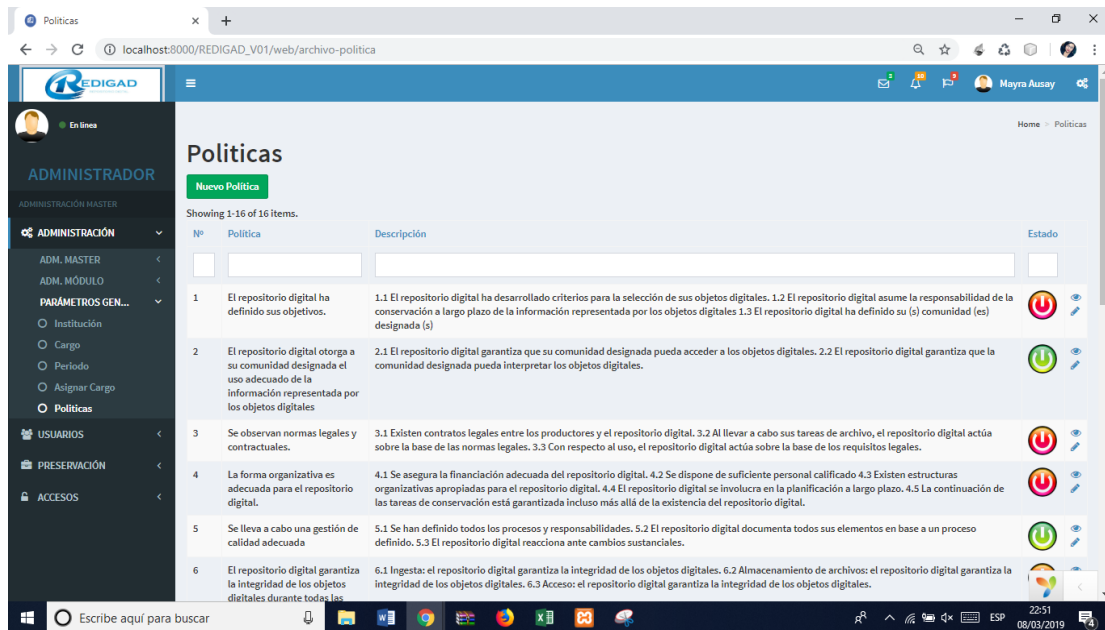 Politicas
localhost:8000/REDIGAD_V01/web/archivo-politica
REDIGAD
3
10
9
Mayra Ausay
En linea
Home > Politicas
ADMINISTRADOR
ADMINISTRACIÓN MASTER
ADMINISTRACIÓN
ADM. MASTER
ADM. MÓDULO
PARÁMETROS GEN...
Institución
Cargo
Periodo
Asignar Cargo
Politicas
USUARIOS
PRESERVACIÓN
ACCESOS
Politicas
Nuevo Política
Showing 1-16 of 16 items.
Nº Política Descripción Estado
1 El repositorio digital ha definido sus objetivos.
1.1 El repositorio digital ha desarrollado criterios para la selección de sus objetos digitales. 1.2 El repositorio digital asume la responsabilidad de la
conservación a largo plazo de la información representada por los objetos digitales 1.3 El repositorio digital ha definido su (s) comunidad (es)
designada (s)
2 El repositorio digital otorga a
su comunidad designada el
uso adecuado de la
información representada por
los objetos digitales
2.1 El repositorio digital garantiza que su comunidad designada pueda acceder a los objetos digitales. 2.2 El repositorio digital garantiza que la
comunidad designada pueda interpretar los objetos digitales.
3 Se observan normas legales y
contractuales.
3.1 Existen contratos legales entre los productores y el repositorio digital. 3.2 Al llevar a cabo sus tareas de archivo, el repositorio digital actúa
sobre la base de las normas legales. 3.3 Con respecto al uso, el repositorio digital actúa sobre la base de los requisitos legales.
4 La forma organizativa es
adecuada para el repositorio
digital.
4.1 Se asegura la financiación adecuada del repositorio digital. 4.2 Se dispone de suficiente personal calificado 4.3 Existen estructuras
organizativas apropiadas para el repositorio digital. 4.4 El repositorio digital se involucra en la planificación a largo plazo. 4.5 La continuación de
las tareas de conservación está garantizada incluso más allá de la existencia del repositorio digital.
5 Se lleva a cabo una gestión de
calidad adecuada
5.1 Se han definido todos los procesos y responsabilidades. 5.2 El repositorio digital documenta todos sus elementos en base a un proceso
definido. 5.3 El repositorio digital reacciona ante cambios sustanciales.
6 El repositorio digital garantiza
la integridad de los objetos
digitales durante todas las
6.1 Ingesta: el repositorio digital garantiza la integridad de los objetos digitales. 6.2 Almacenamiento de archivos: el repositorio digital garantiza la
integridad de los objetos digitales. 6.3 Acceso: el repositorio digital garantiza la integridad de los objetos digitales.
Escribe aquí para buscar
ESP
22:51
08/03/2019
4